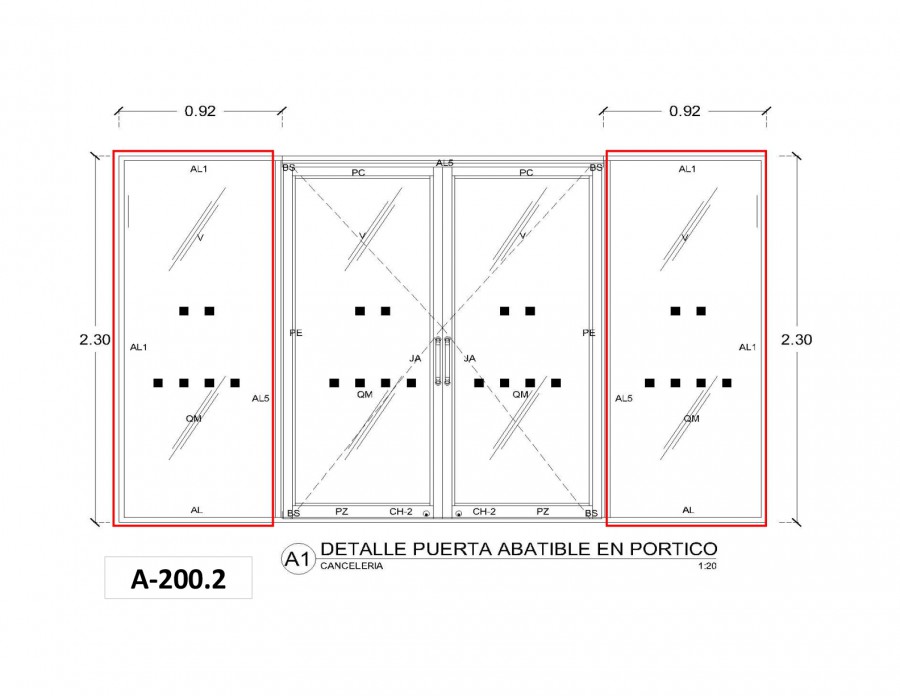 0.92 0.92
AL1 BS AL5 BS AL1
PC PC
V V V V
2.30 AL1 PE PE AL1 2.30
JA JA
QM QM
AL5 AL5
QM QM
AL BS PZ CH-2 CH-2 PZ BS AL
A1 DETALLE PUERTA ABATIBLE EN PORTICO
CANCELERIA 1:20
A-200.2